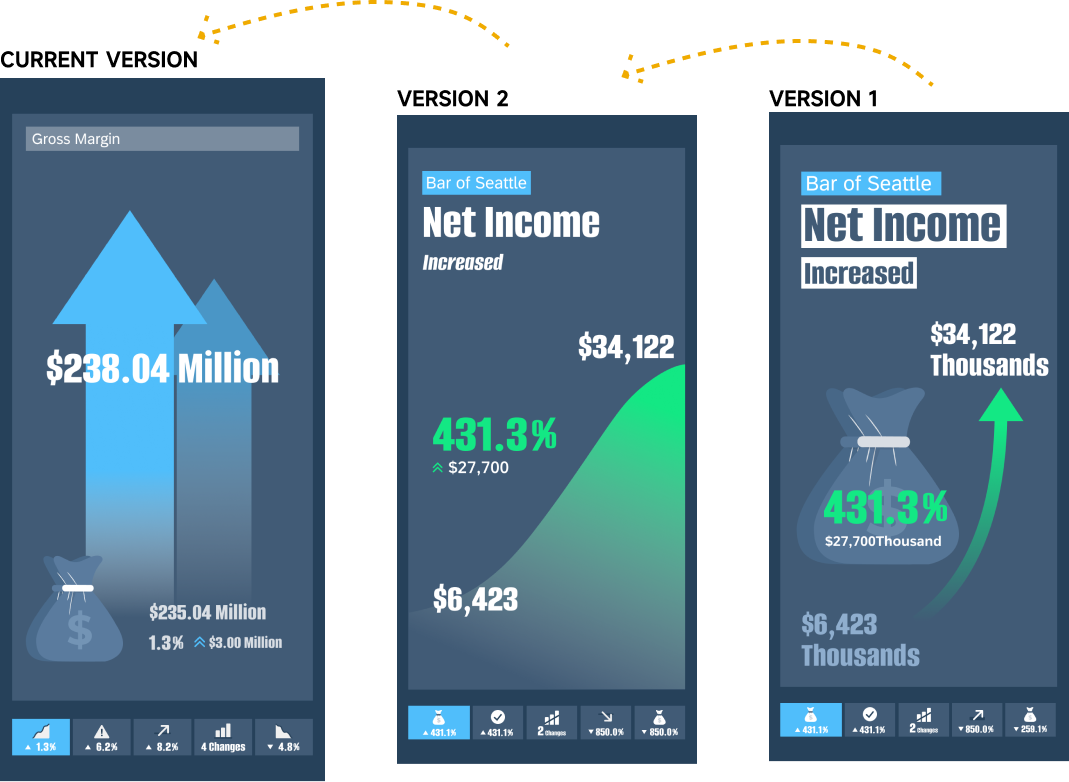 CURRENT VERSION
Gross Margin
$238.04 Million
$
$235.04 Million
1.3% $3.00 Million
1.3%
6.2%
8.2%
4 Changes
4.8%
VERSION 2
Bar of Seattle
Net Income
Increased
$34,122
431.3%
$27,700
$6,423
431.1%
431.1%
2 Changes
850.0%
850.0%
VERSION 1
Bar of Seattle
Net Income
Increased
$34,122
Thousands
$
431.3%
$27,700Thousand
$6,423
Thousands
431.1%
431.1%
2 Changes
850.0%
259.1%